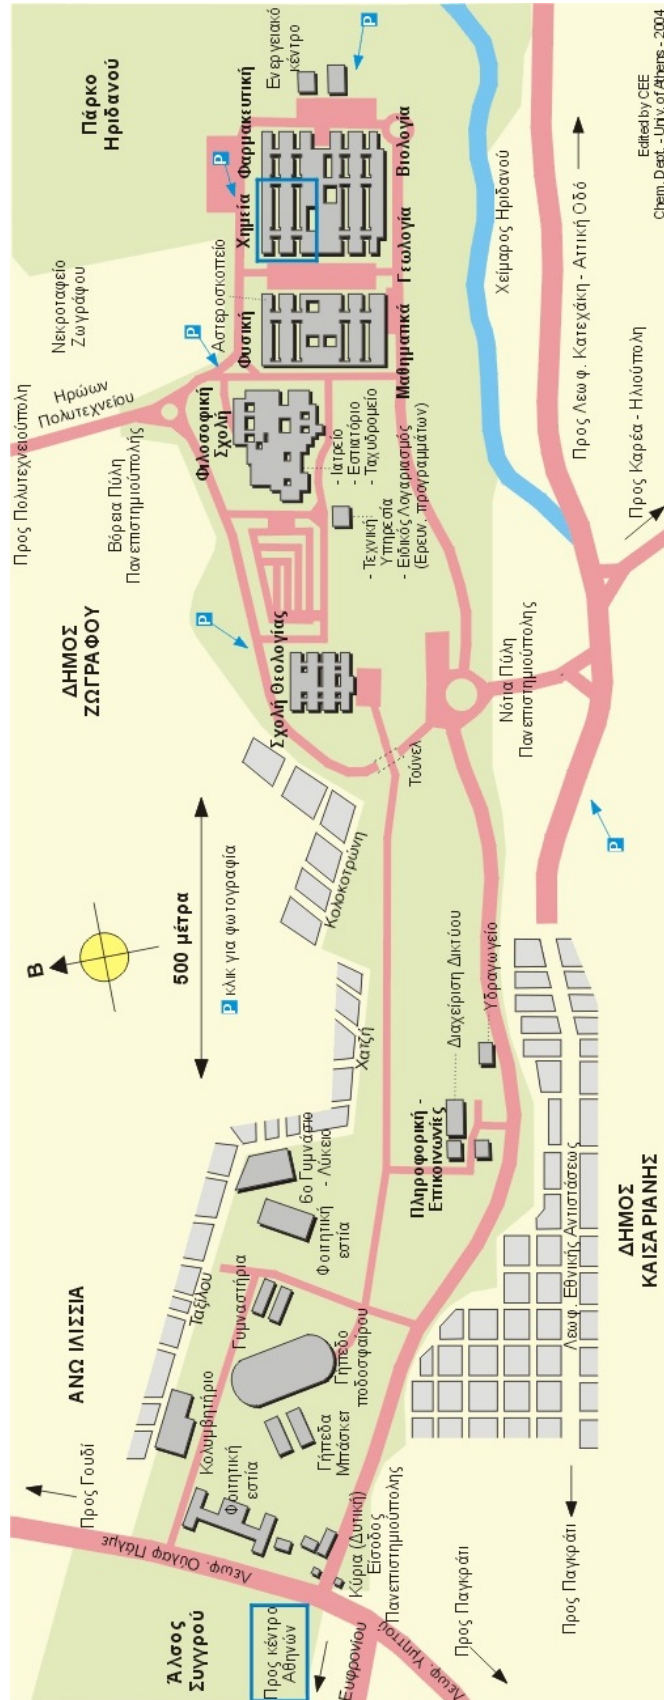 Προς Γουδί
ΑΝΩ ΙΛΙΣΣΙΑ
Ταξίλου
Άλσος
Συγγρού
Λεωφ. Ούλαφ Πάλμε
Κολυμβητήριο
Φοιτητική
εστία
Γυμναστήρια
6ο Γυμνάσιο
- Λύκειο
Φοιτητική
εστία
Γήπεδο
ποδοσφαίρου
Γήπεδα
Μπάσκετ
Προς κέντρο
Αθηνών
Ευφρονίου
Κύρια (Δυτική)
Είσοδος
Πανεπιστημιούπολης
Λεωφ. Υμηττού
Προς Παγκράτι
Προς Παγκράτι
Β
500 μέτρα
P κλικ για φωτογραφία
Χατζή
Κολοκοτρώνη
Πληροφορική -
Επικοινωνίες
Διαχείριση Δικτύου
Υδραγωγείο
Λεωφ. Εθνικής Αντιστάσεως
ΔΗΜΟΣ
ΚΑΙΣΑΡΙΑΝΗΣ
P
ΔΗΜΟΣ
ΖΩΓΡΑΦΟΥ
P
Σχολή Θεολογίας
Τούνελ
Νότια Πύλη
Πανεπιστημιούπολης
Προς Πολυτεχνειούπολη
Βόρεια Πύλη
Πανεπιστημιούπολής
Ηρώων
Πολυτεχνείου
Νεκροταφείο
Ζωγράφου
P
Φιλοσοφική
Σχολή
- Ιατρείο
- Εστιατόριο
- Ταχυδρομείο
- Τεχνική
Υπηρεσία
- Ειδικός Λογαριασμός
(Ερευν. προγραμμάτων)
Αστεροσκοπείο
Φυσική
Μαθηματικά
Πάρκο
Ηριδανού
P
Χημεία
Φαρμακευτική
Γεωλογία
Βιολογία
Ενεργειακό
κέντρο
P
Χείμαρος Ηριδανού
Προς Λεωφ. Κατεχάκη - Αττική Οδό
Προς Καρέα - Ηλιούπολη
Edited by CEE
Chem. Dept. - Univ. of Athens - 2004